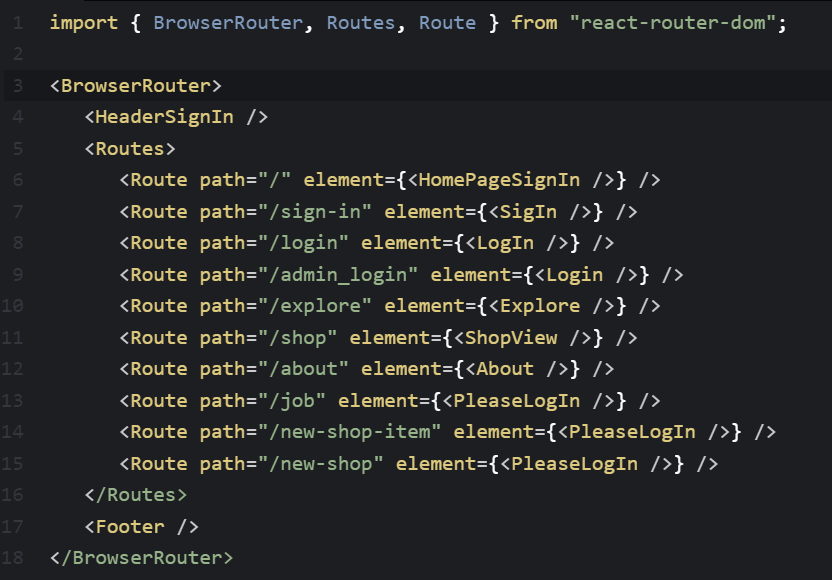 1 import { BrowserRouter, Routes, Route } from "react-router-dom";
2
3 <BrowserRouter>
4 <HeaderSignIn />
5 <Routes>
6 <Route path="/" element={<HomePageSignIn />} />
7 <Route path="/sign-in" element={<SigIn />} />
8 <Route path="/login" element={<LogIn />} />
9 <Route path="/admin_login" element={<Login />} />
10 <Route path="/explore" element={<Explore />} />
11 <Route path="/shop" element={<ShopView />} />
12 <Route path="/about" element={<About />} />
13 <Route path="/job" element={<PleaseLogIn />} />
14 <Route path="/new-shop-item" element={<PleaseLogIn />} />
15 <Route path="/new-shop" element={<PleaseLogIn />} />
16 </Routes>
17 <Footer />
18 </BrowserRouter>